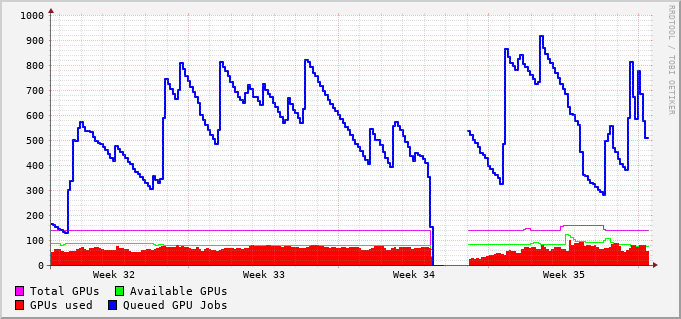 1000
900
800
700
600
500
400
300
200
100
0
Week 32 Week 33 Week 34 Week 35
Total GPUs Available GPUs
GPUs used Queued GPU Jobs
RRDTOOL / TOBI OETIKER